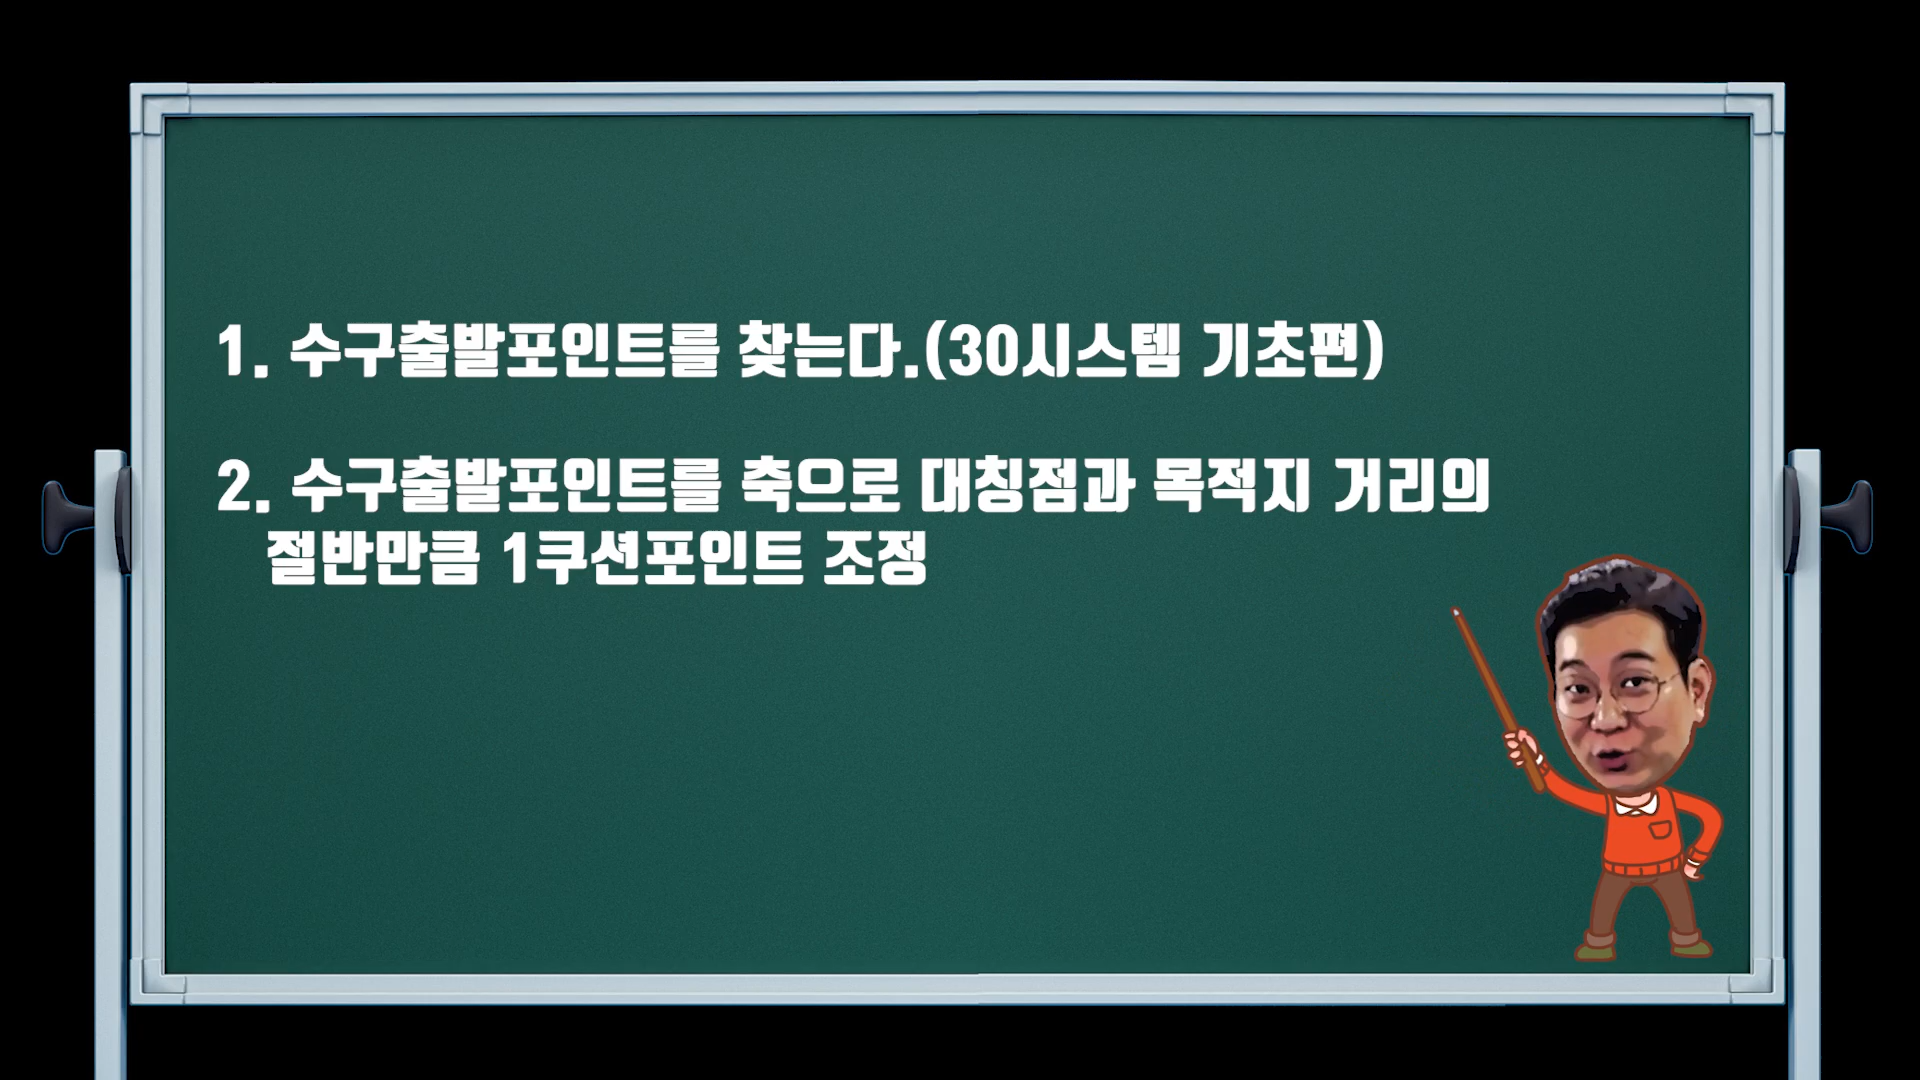 1. 수구출발포인트를 찾는다.(30시스템 기초편)
2. 수구출발포인트를 축으로 대칭점과 목적지 거리의
절반만큼 1쿠션포인트 조정